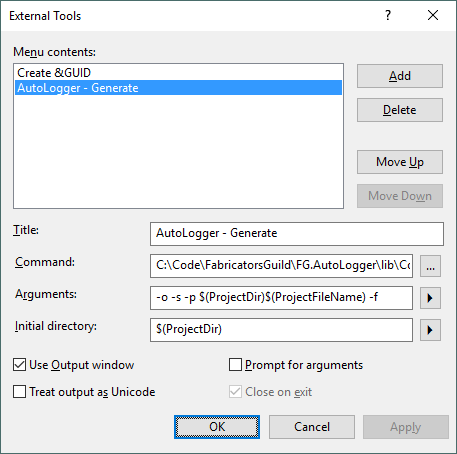 External Tools ? ×
Menu contents:
Create &GUID
AutoLogger - Generate
Add
Delete
Move Up
Move Down
Title: AutoLogger - Generate
Command: C:\Code\FabricatorsGuild\FG.AutoLogger\lib\Co ...
Arguments: -o -s -p $(ProjectDir)$(ProjectFileName) -f
Initial directory: $(ProjectDir)
Use Output window Prompt for arguments
Treat output as Unicode Close on exit
OK Cancel Apply